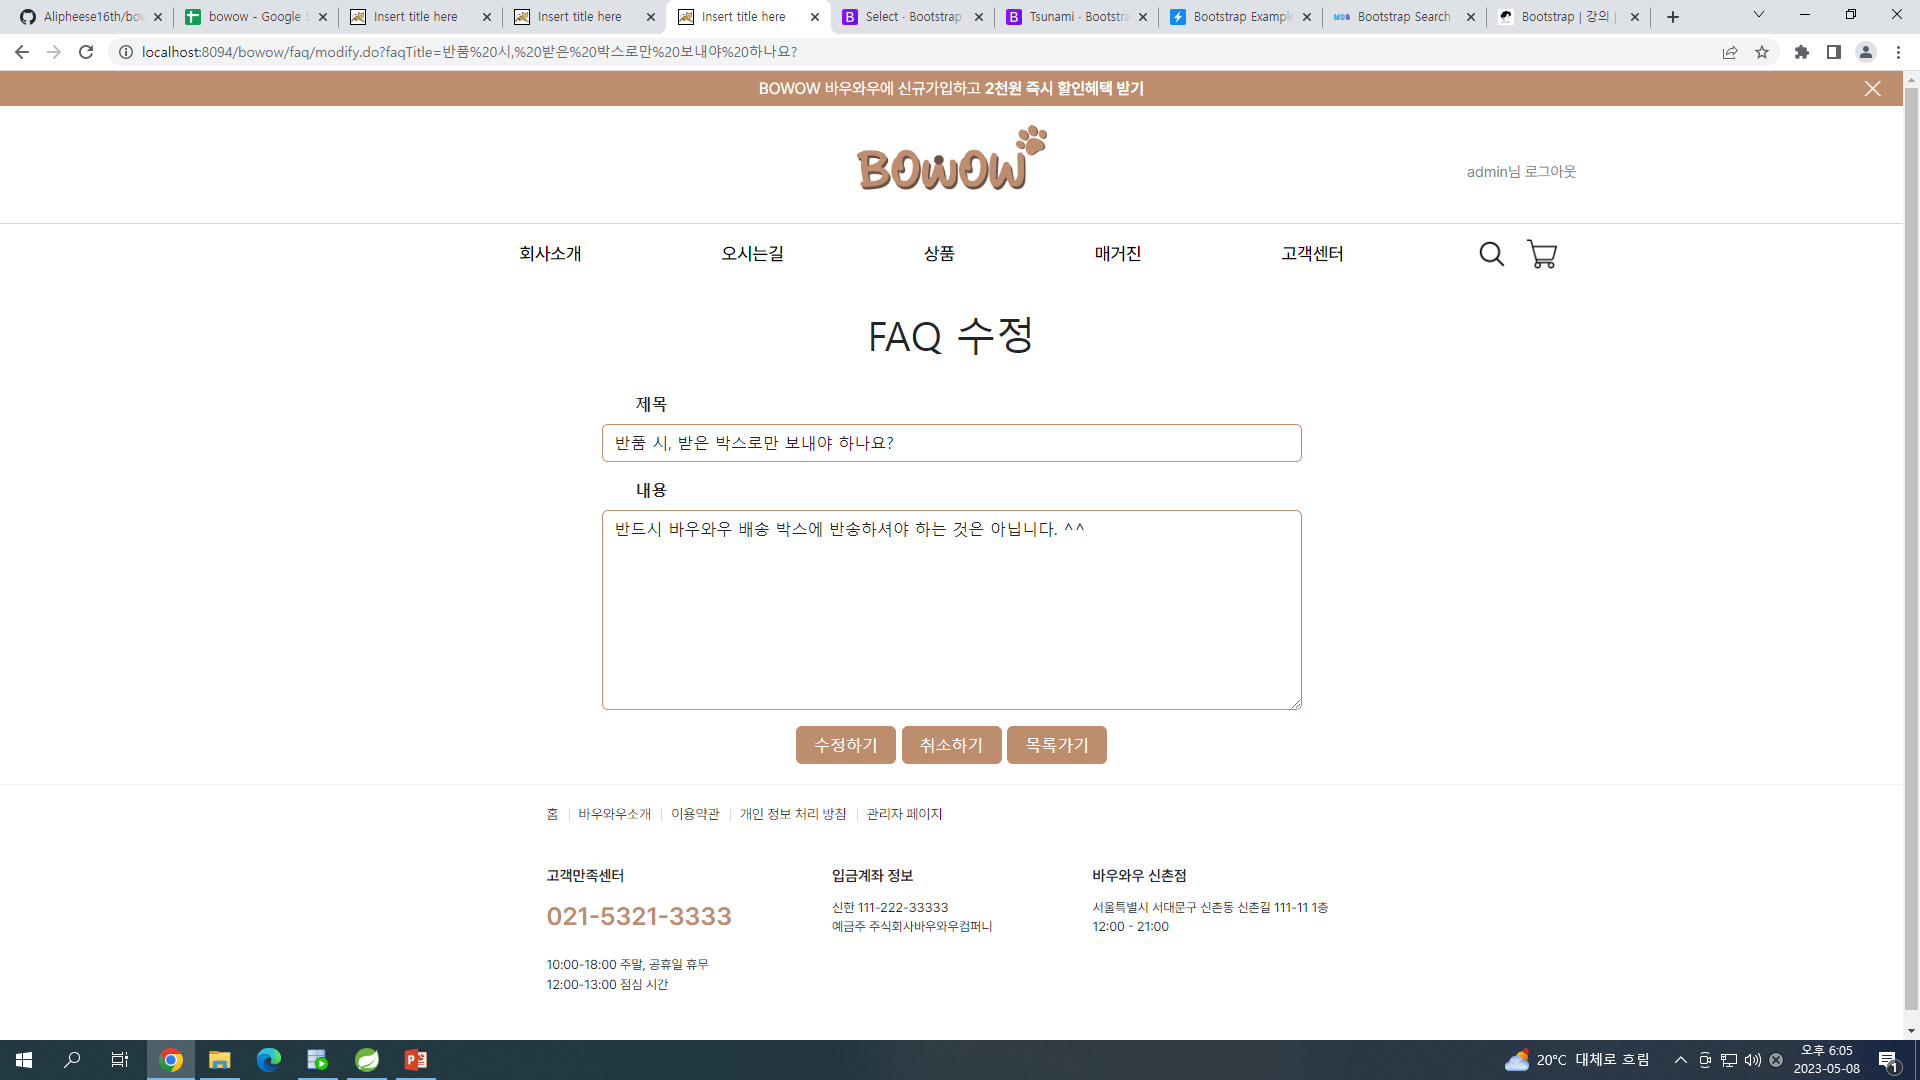 Alipheese16th/bow
bowow - Google S
Insert title here
Insert title here
Insert title here
Select · Bootstrap
Tsunami · Bootstra
Bootstrap Example
Bootstrap Search
Bootstrap | 강의 |
localhost:8094/bowow/faq/modify.do?faqTitle=반품%20시,%20받은%20박스로만%20보내야%20하나요?
BOWOW 바우와우에 신규가입하고 2천원 즉시 할인혜택 받기
BOWOW
admin님 로그아웃
회사소개 오시는길 상품 매거진 고객센터
FAQ 수정
제목
반품 시, 받은 박스로만 보내야 하나요?
내용
반드시 바우와우 배송 박스에 반송하셔야 하는 것은 아닙니다. ^^
수정하기 취소하기 목록가기
홈 바우와우소개 이용약관 개인 정보 처리 방침 관리자 페이지
고객만족센터
021-5321-3333
10:00-18:00 주말, 공휴일 휴무
12:00-13:00 점심 시간
입금계좌 정보
신한 111-222-33333
예금주 주식회사바우와우컴퍼니
바우와우 신촌점
서울특별시 서대문구 신촌동 신촌길 111-11 1층
12:00 - 21:00
20°C 대체로 흐림
오후 6:05
2023-05-08
1